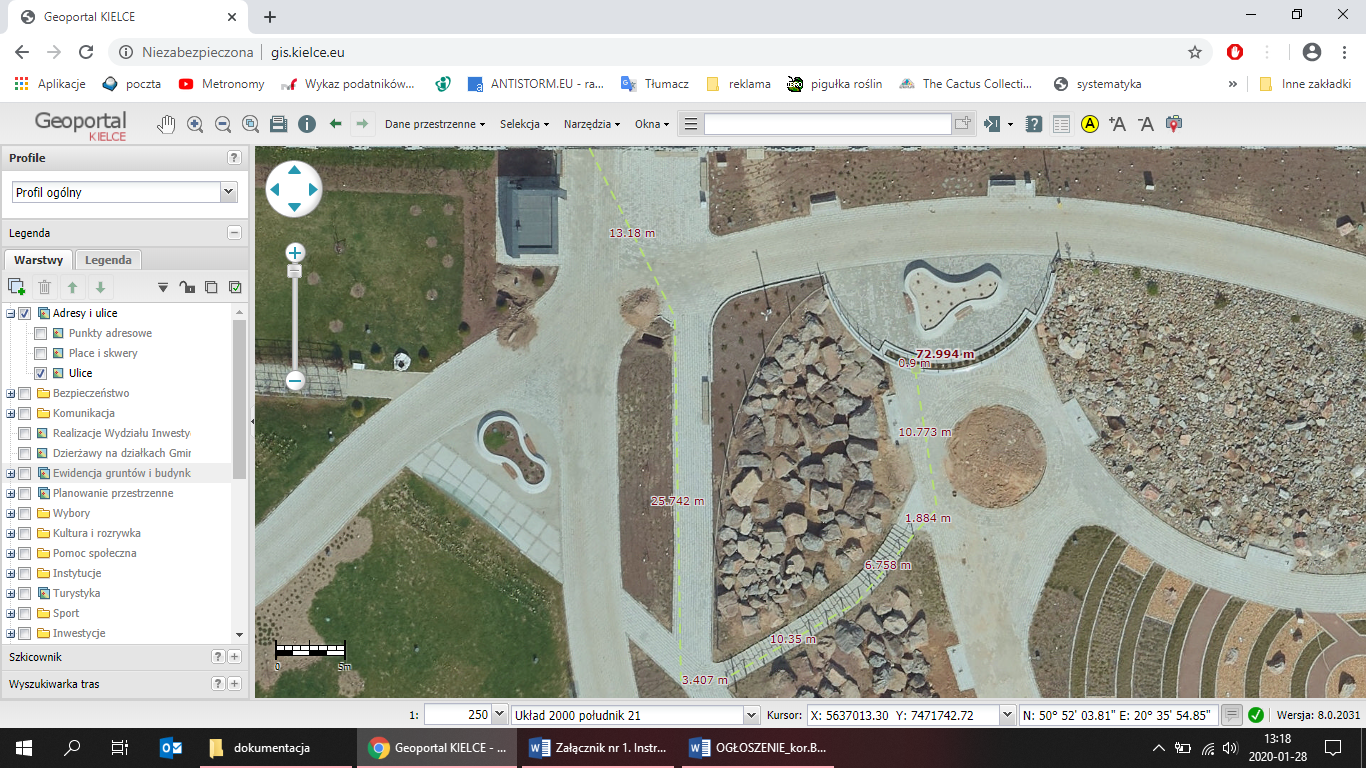 Geoportal KIELCE
Niezabezpieczona | gis.kielce.eu
Aplikacje poczta Metronomy Wykaz podatników... ANTISTORM.EU - ra... Tłumacz reklama pigułka roślin The Cactus Collecti... systematyka » Inne zakładki
Geoportal
KIELCE
Dane przestrzenne Selekcja Narzędzia Okna A +A -A
Profile ?
Profil ogólny
Legenda
Warstwy Legenda
Adresy i ulice
Punkty adresowe
Place i skwery
Ulice
Bezpieczeństwo
Komunikacja
Realizacje Wydziału Inwesty
Dzierżawy na działkach Gmir
Ewidencja gruntów i budynk
Planowanie przestrzenne
Wybory
Kultura i rozrywka
Pomoc społeczna
Instytucje
Turystyka
Sport
Inwestycje
Szkicownik ?
Wyszukiwarka tras ?
13.18 m
72.994 m
0.9 m
10.773 m
25.742 m
1.884 m
6.758 m
10.35 m
3.407 m
0 5m
1: 250 Układ 2000 południk 21 Kursor: X: 5637013.30 Y: 7471742.72 N: 50° 52' 03.81" E: 20° 35' 54.85" Wersja: 8.0.2031
dokumentacja Geoportal KIELCE - ... Załącznik nr 1. Instr... OGŁOSZENIE_kor.B...
13:18
2020-01-28